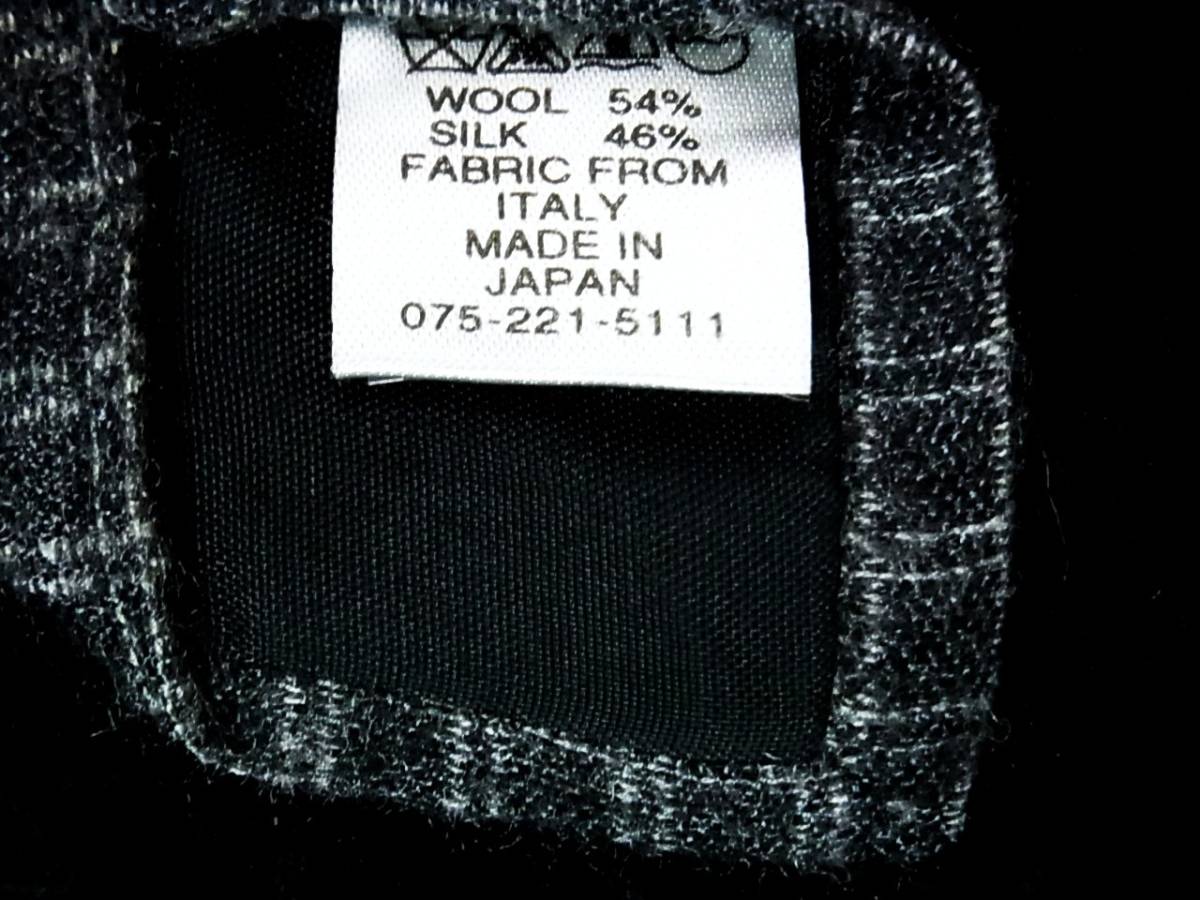 WOOL 54%
SILK 46%
FABRIC FROM
ITALY
MADE IN
JAPAN
075-221-5111